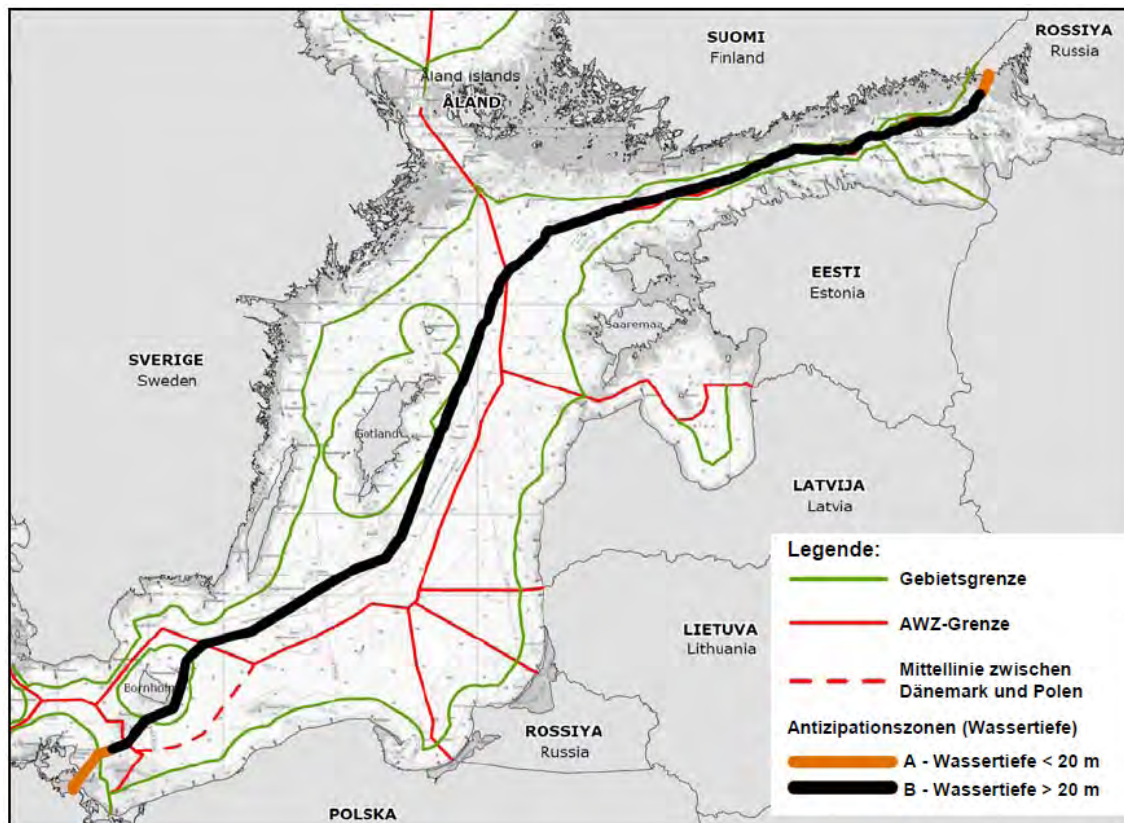 SUOMI
Finland
ROSSIYA
Russia
Åland islands
ÅLAND
EESTI
Estonia
Saaremaa
SVERIGE
Sweden
Gotland
LATVIJA
Latvia
LIETUVA
Lithuania
Bornholm
ROSSIYA
Russia
POLSKA
Legende:
Gebietsgrenze
AWZ-Grenze
Mittellinie zwischen
Dänemark und Polen
Antizipationszonen (Wassertiefe)
A - Wassertiefe < 20 m
B - Wassertiefe > 20 m